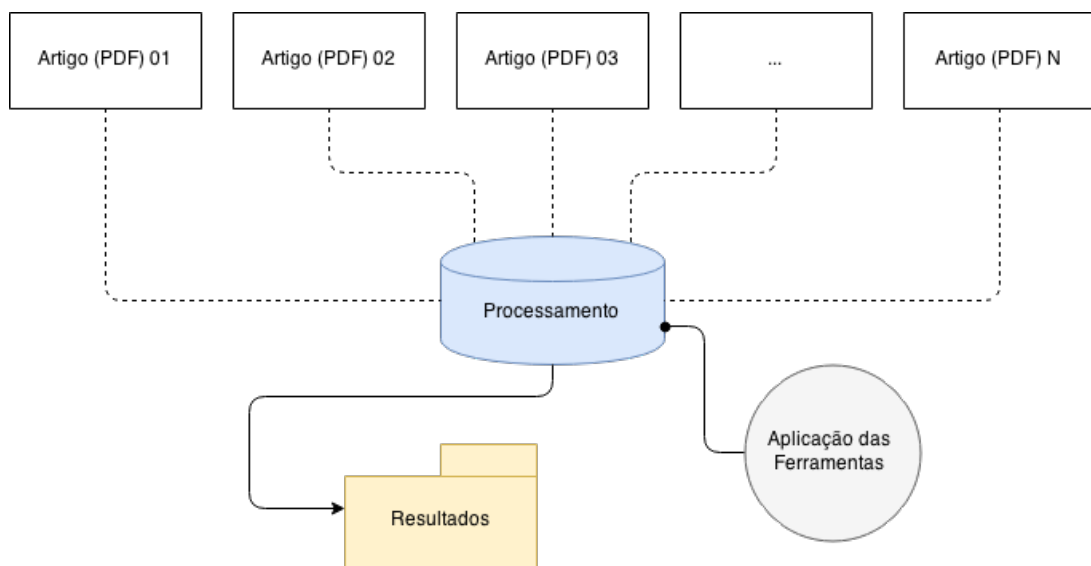 Artigo (PDF) 01
Artigo (PDF) 02
Artigo (PDF) 03
...
Artigo (PDF) N
Processamento
Aplicação das
Ferramentas
Resultados